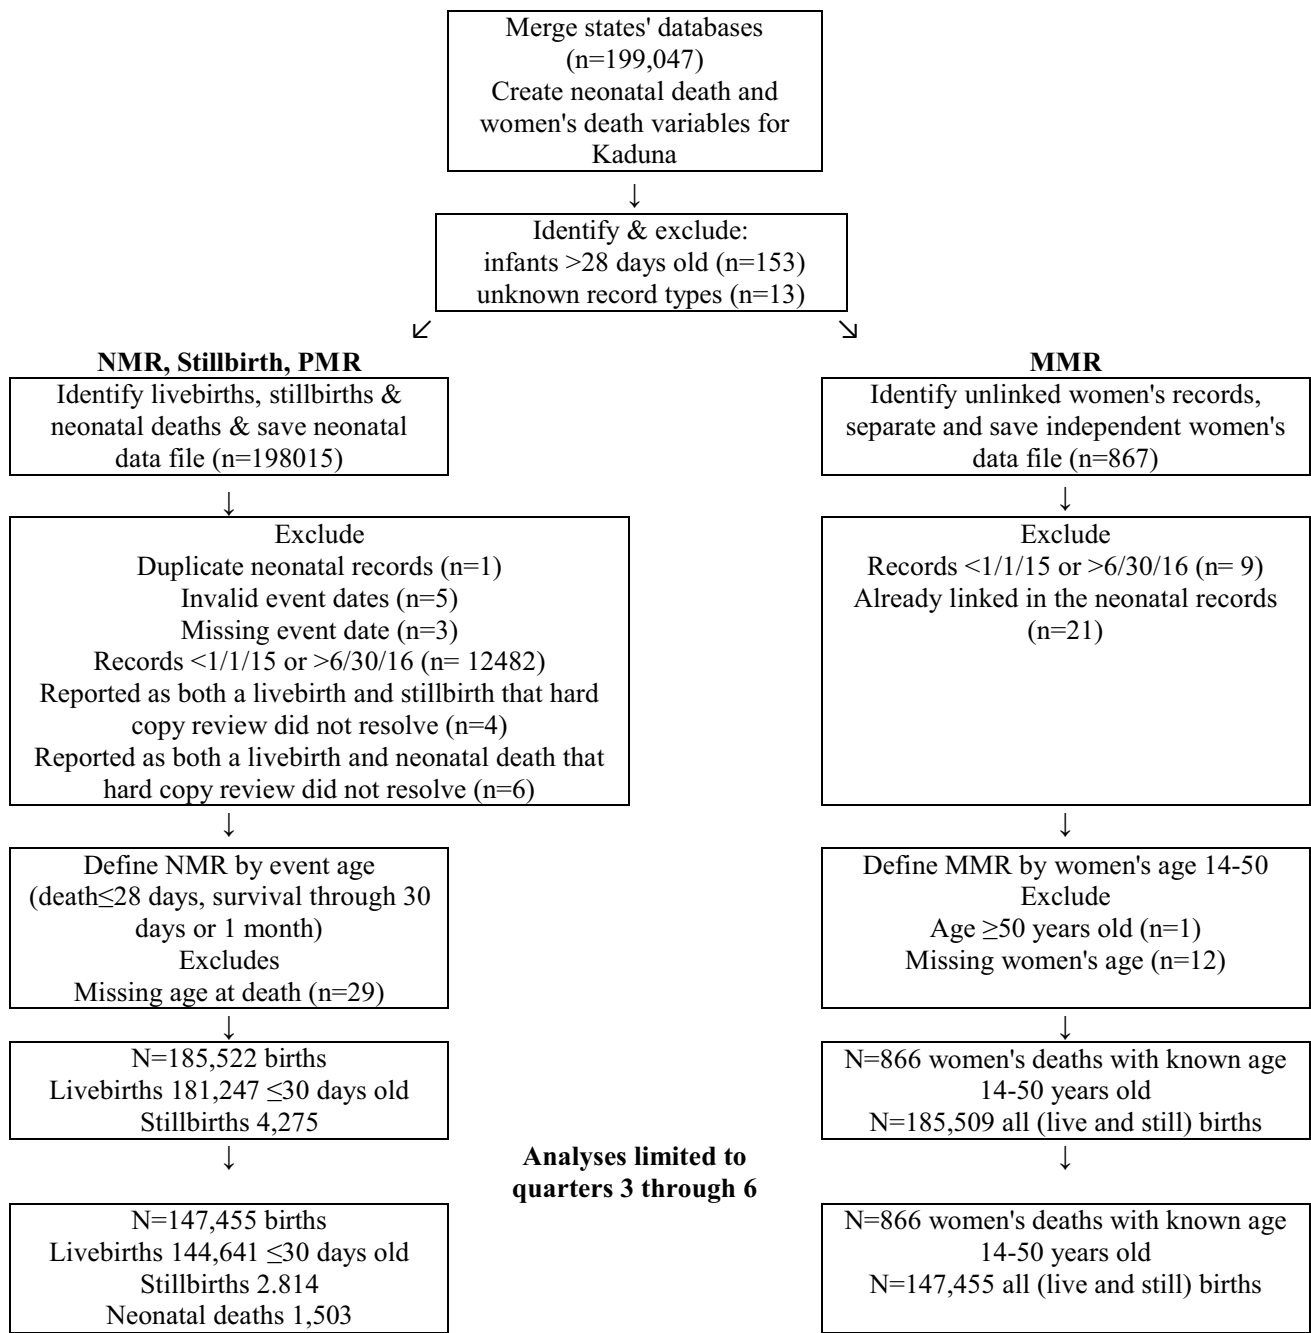 Merge states' databases
(n=199,047)
Create neonatal death and
women's death variables for
Kaduna
↓
Identify & exclude:
infants >28 days old (n=153)
unknown record types (n=13)
↙ ↘
NMR, Stillbirth, PMR
Identify livebirths, stillbirths &
neonatal deaths & save neonatal
data file (n=198015)
↓
Exclude
Duplicate neonatal records (n=1)
Invalid event dates (n=5)
Missing event date (n=3)
Records <1/1/15 or >6/30/16 (n= 12482)
Reported as both a livebirth and stillbirth that hard
copy review did not resolve (n=4)
Reported as both a livebirth and neonatal death that
hard copy review did not resolve (n=6)
↓
Define NMR by event age
(death≤28 days, survival through 30
days or 1 month)
Excludes
Missing age at death (n=29)
↓
N=185,522 births
Livebirths 181,247 ≤30 days old
Stillbirths 4,275
↓
N=147,455 births
Livebirths 144,641 ≤30 days old
Stillbirths 2.814
Neonatal deaths 1,503
Analyses limited to
quarters 3 through 6
MMR
Identify unlinked women's records,
separate and save independent women's
data file (n=867)
↓
Exclude
Records <1/1/15 or >6/30/16 (n= 9)
Already linked in the neonatal records
(n=21)
↓
Define MMR by women's age 14-50
Exclude
Age ≥50 years old (n=1)
Missing women's age (n=12)
↓
N=866 women's deaths with known age
14-50 years old
N=185,509 all (live and still) births
↓
N=866 women's deaths with known age
14-50 years old
N=147,455 all (live and still) births